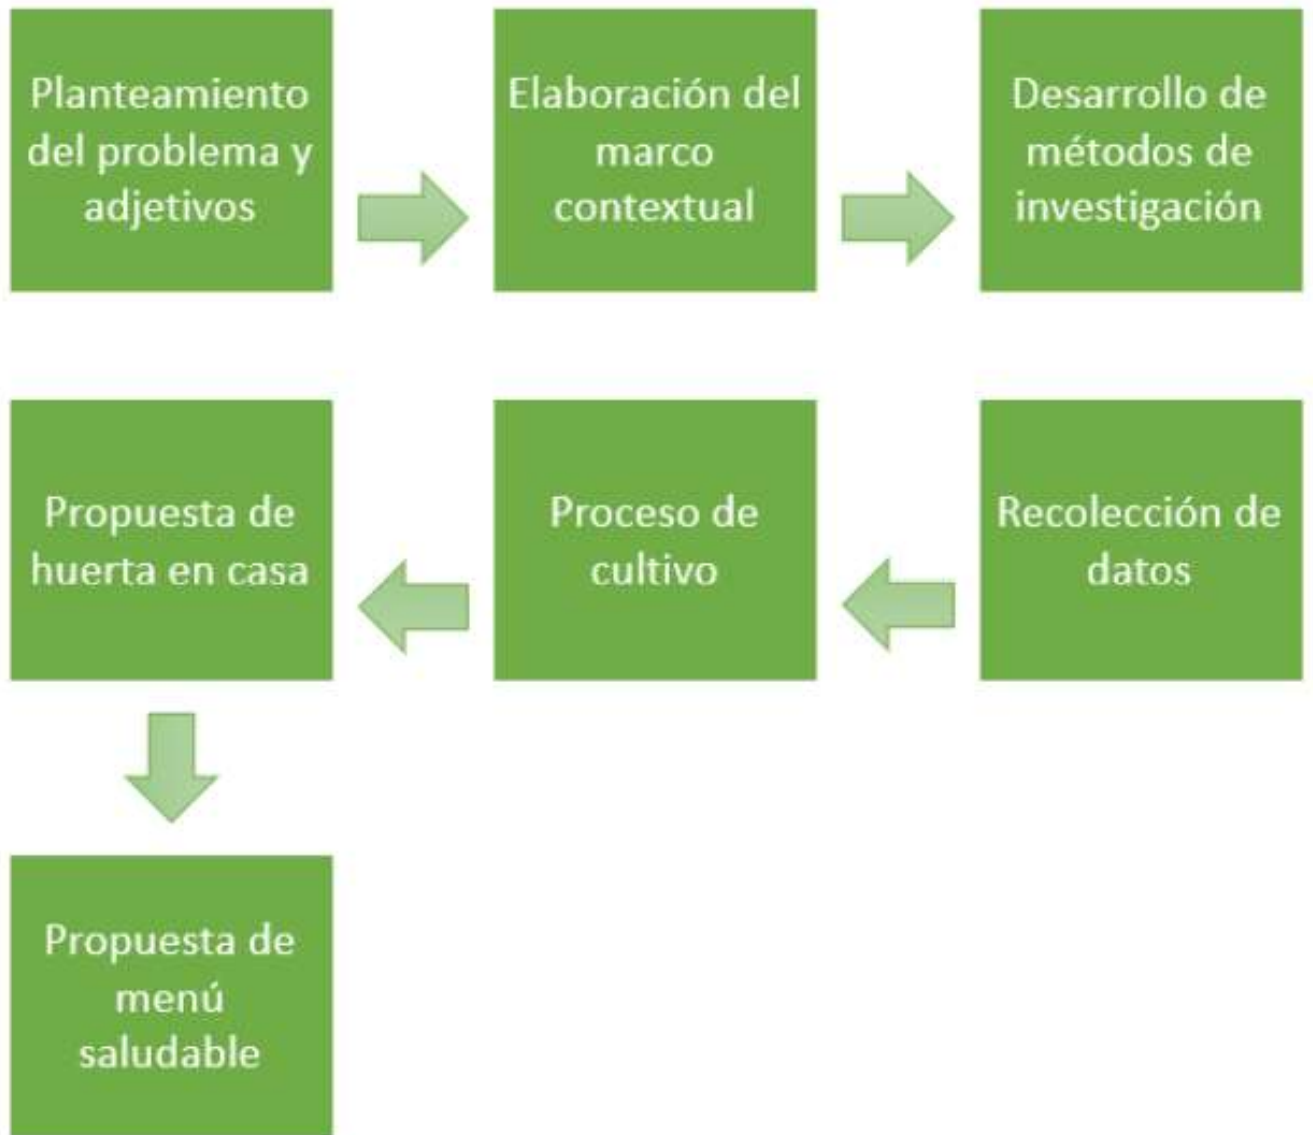 Planteamiento
del problema y
adjetivos
Elaboración del
marco
contextual
Desarrollo de
métodos de
investigación
Recolección de
datos
Proceso de
cultivo
Propuesta de
huerta en casa
Propuesta de
menú
saludable